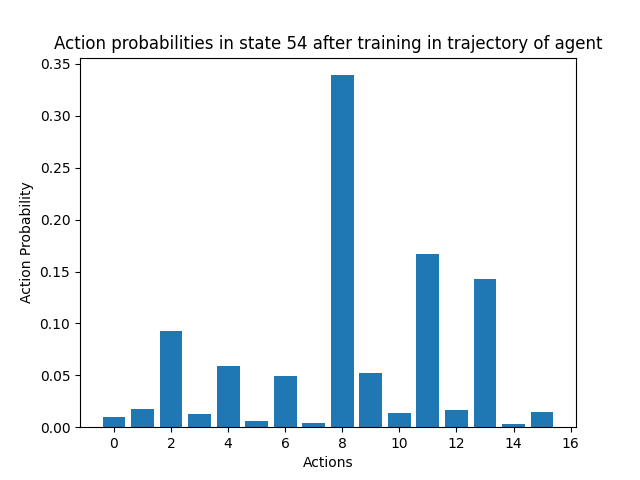 Action probabilities in state 54 after training in trajectory of agent
0.35
0.30
0.25
0.20
0.15
0.10
0.05
0.00
Action Probability
0 2 4 6 8 10 12 14 16
Actions